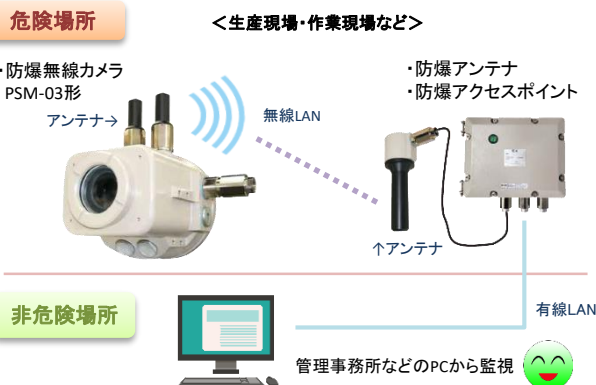 危険場所
＜生産現場・作業現場など＞
・防爆無線カメラ
PSM-03形
アンテナ→
無線LAN
・防爆アンテナ
・防爆アクセスポイント
↑アンテナ
非危険場所
有線LAN
管理事務所などのPCから監視